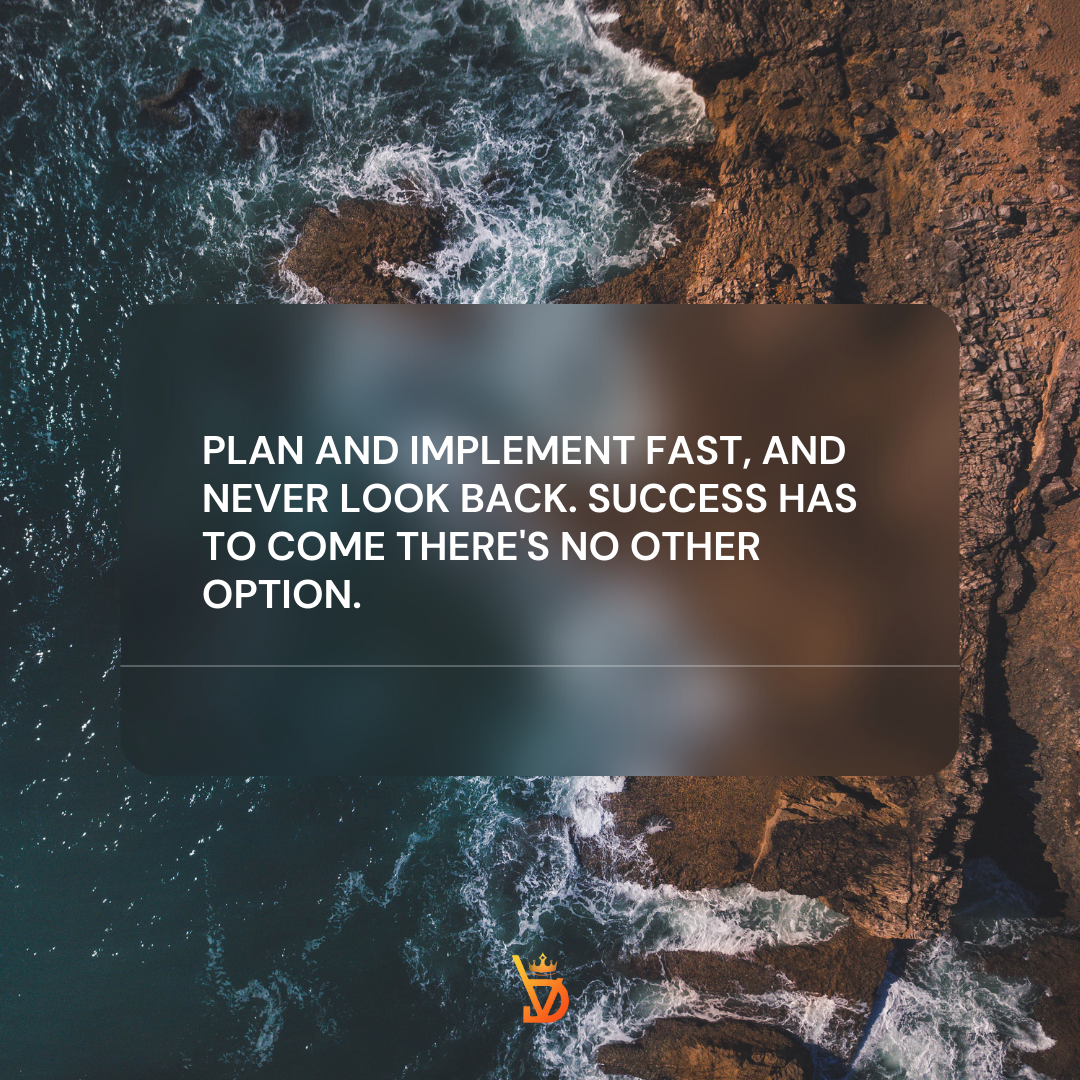 PLAN AND IMPLEMENT FAST, AND
NEVER LOOK BACK. SUCCESS HAS
TO COME THERE'S NO OTHER
OPTION.